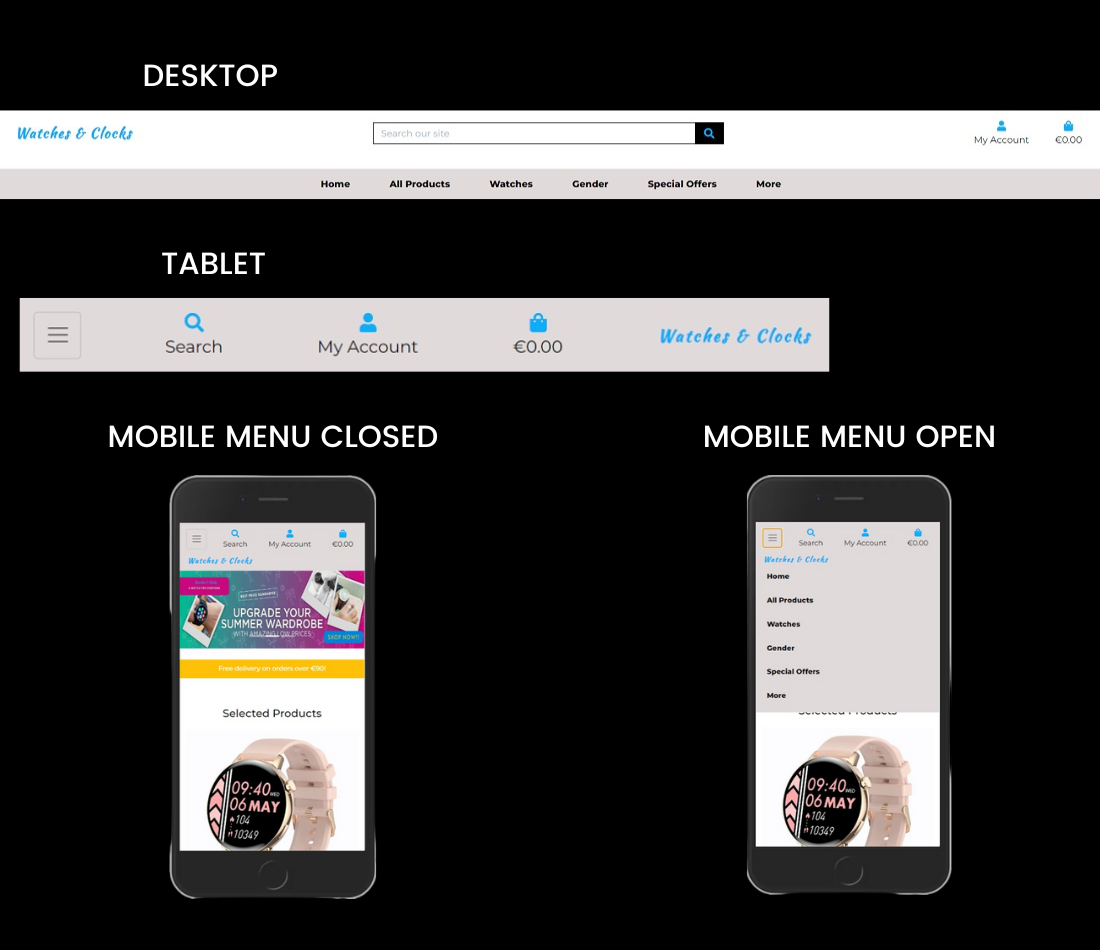 DESKTOP
Watches & Clocks
Search our site
My Account
€0.00
Home All Products Watches Gender Special Offers More
TABLET
Search My Account €0.00 Watches & Clocks
MOBILE MENU CLOSED
Search My Account €0.00
Watches & Clocks
UPGRADE YOUR
SUMMER WARDROBE
WITH AMAZING LOW PRICES
SHOP NOW!!
Free delivery on orders over €90!
Selected Products
09:40 WED
06 MAY
104
10349
MOBILE MENU OPEN
Search My Account €0.00
Watches & Clocks
Home
All Products
Watches
Gender
Special Offers
More
Selected Products
09:40 WED
06 MAY
104
10349